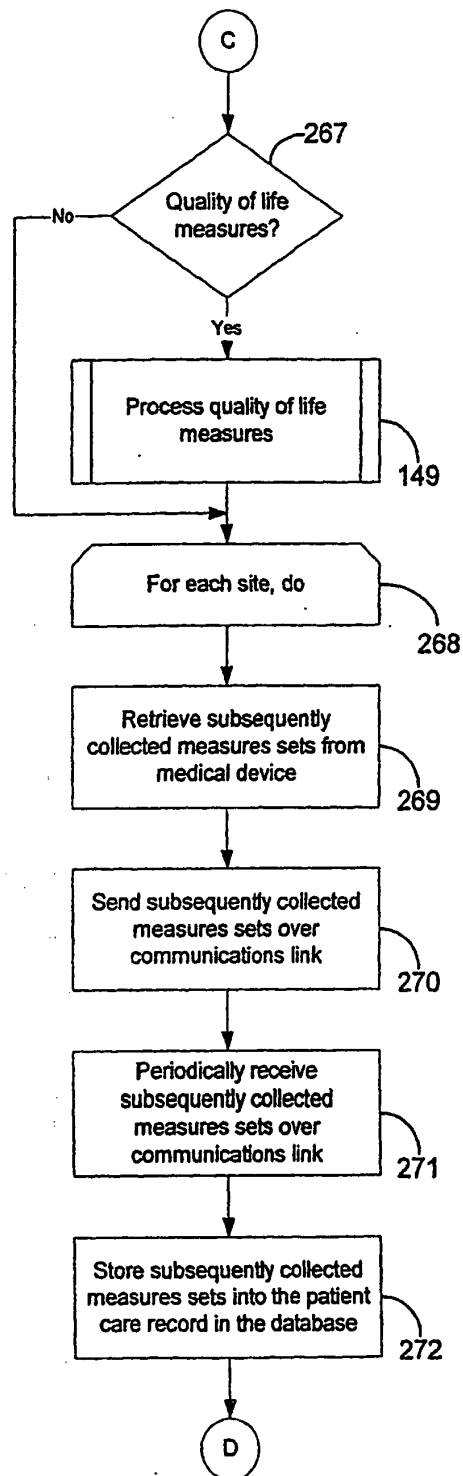 C
267
Quality of life
measures?
No
Yes
Process quality of life
measures
149
For each site, do
268
Retrieve subsequently
collected measures sets from
medical device
269
Send subsequently collected
measures sets over
communications link
270
Periodically receive
subsequently collected
measures sets over
communications link
271
Store subsequently collected
measures sets into the patient
care record in the database
272
D